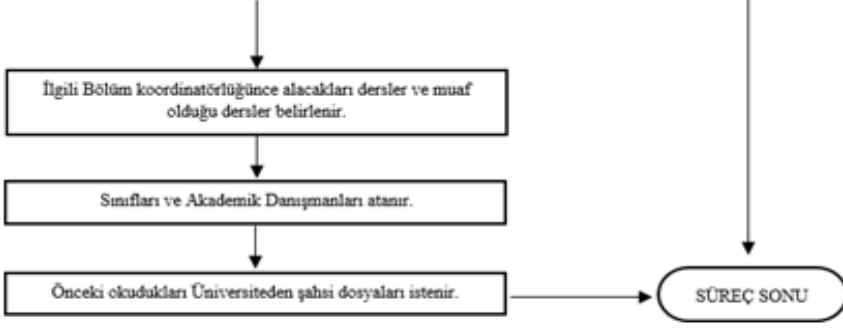 İlgili Bölüm koordinatörlüğünce alacakları dersler ve muaf
olduğu dersler belirlenir.
Sınıfları ve Akademik Danışmanları atanır.
Önceki okudukları Üniversiteden şahsi dosyaları istenir.
SÜREÇ SONU